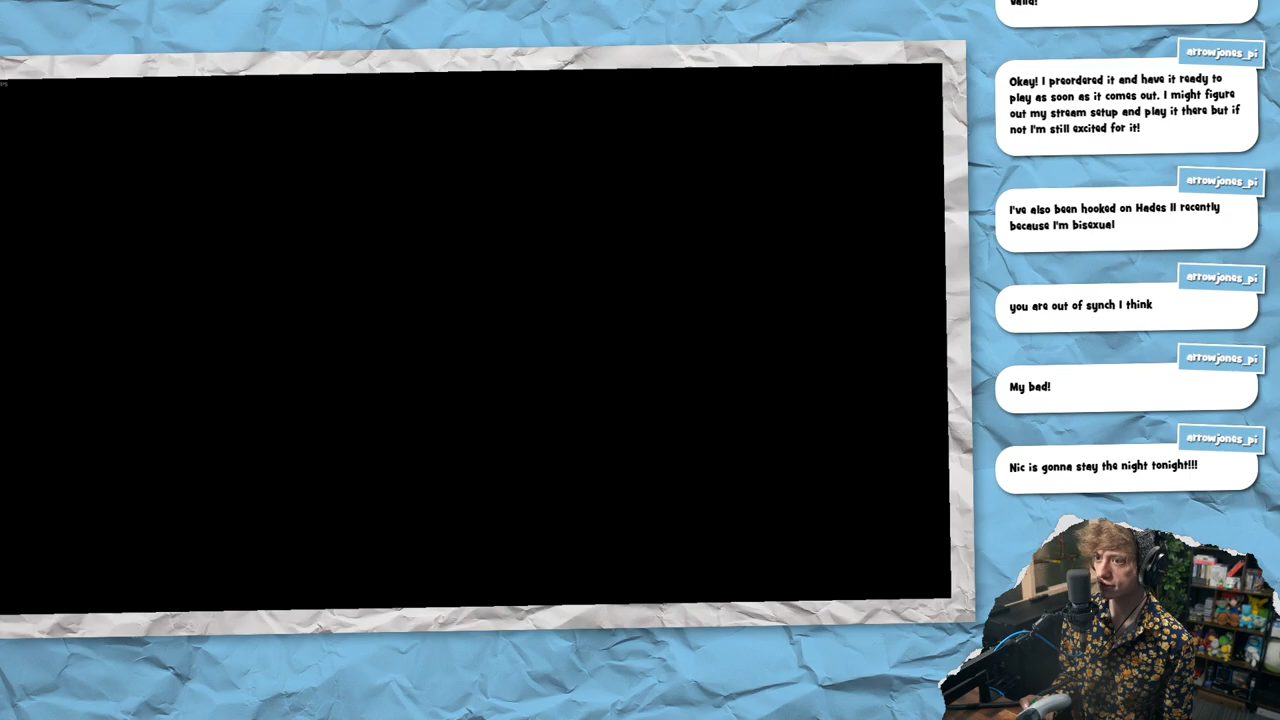 valid!
arrowjones_pi
Okay! I preordered it and have it ready to
play as soon as it comes out. I might figure
out my stream setup and play it there but if
not I'm still excited for it!
arrowjones_pi
I've also been hooked on Hades II recently
because I'm bisexual
arrowjones_pi
you are out of synch I think
arrowjones_pi
My bad!
arrowjones_pi
Nic is gonna stay the night tonight!!!